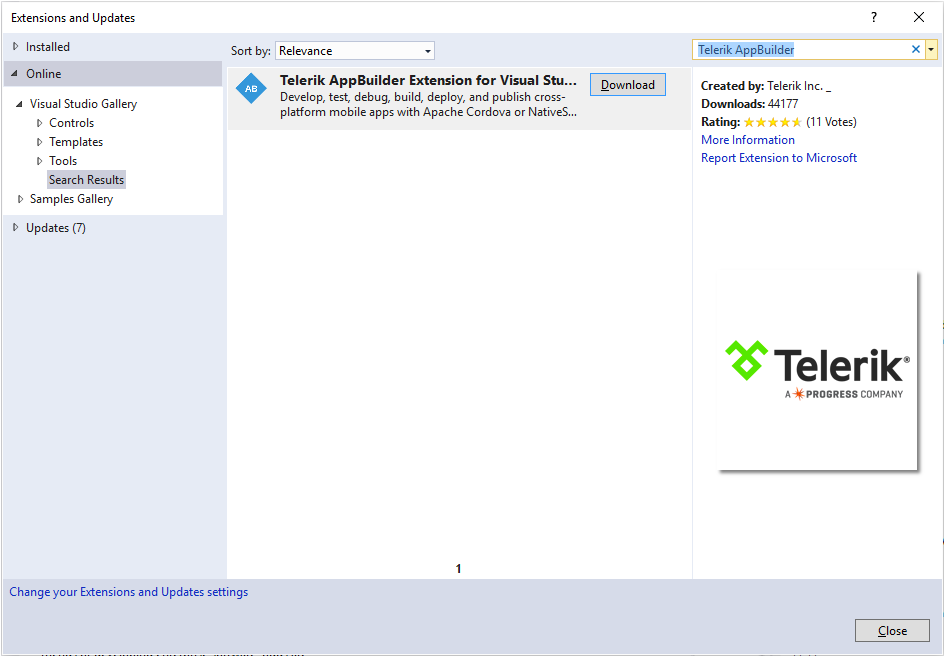 Extensions and Updates
?
Installed
Online
Visual Studio Gallery
Controls
Templates
Tools
Search Results
Samples Gallery
Updates (7)
Sort by: Relevance
AB
Telerik AppBuilder Extension for Visual Stu...
Develop, test, debug, build, deploy, and publish cross-
platform mobile apps with Apache Cordova or NativeS...
Download
1
Telerik AppBuilder
Created by: Telerik Inc. _
Downloads: 44177
Rating: (11 Votes)
More Information
Report Extension to Microsoft
Telerik®
A PROGRESS COMPANY
Change your Extensions and Updates settings
Close